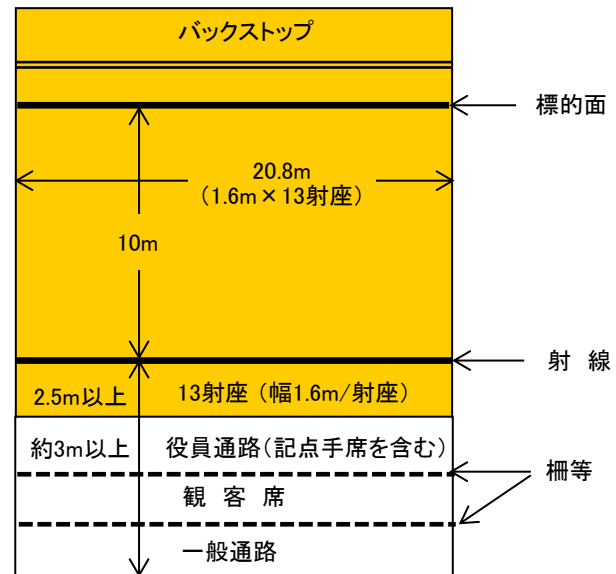 バックストップ
標的面
20.8m
（1.6m×13射座）
10m
射 線
2.5m以上
13射座（幅1.6m/射座）
約3m以上
役員通路（記点手席を含む）
柵等
観 客 席
一般通路